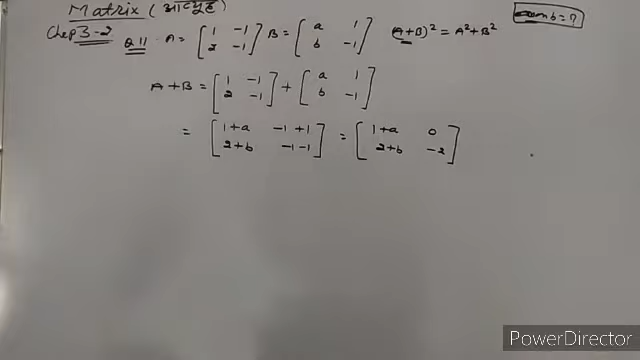 Matrix (आव्यूह)
b = ?
Chep 3.2 Q 11. A = [1 -1 2 -1] B = [a 1 b -1] (A+B)² = A² + B²
A + B = [1 -1 2 -1] + [a 1 b -1]
= [1+a -1+1 2+b -1-1] = [1+a 0 2+b -2]
PowerDirector